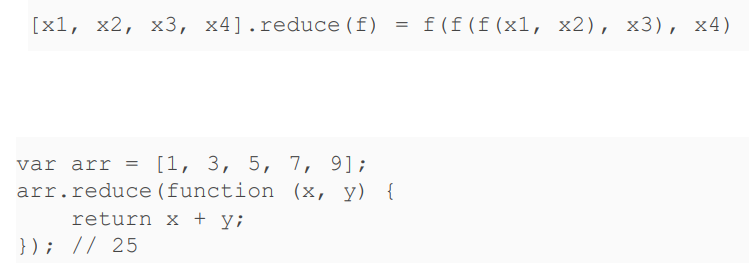 [x1, x2, x3, x4].reduce(f) = f(f(f(x1, x2), x3), x4)
var arr = [1, 3, 5, 7, 9];
arr.reduce(function (x, y) {
    return x + y;
}); // 25